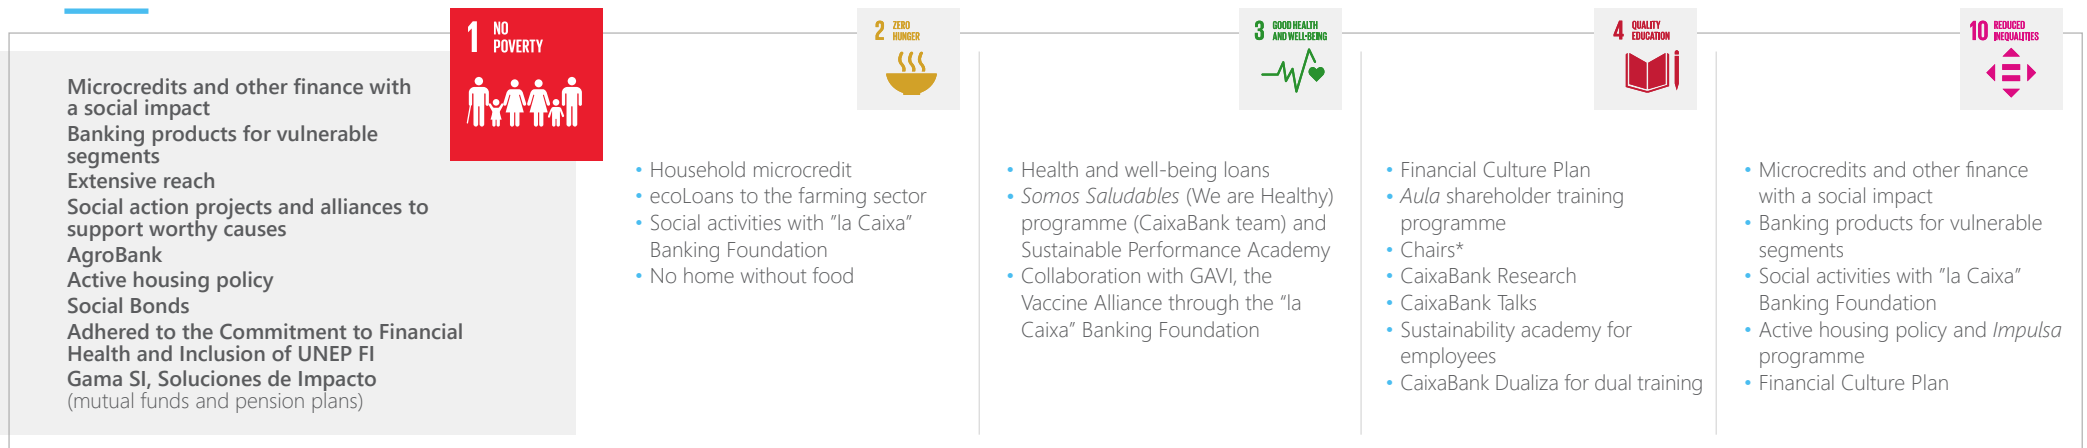 1 NO
POVERTY
Microcredits and other finance with
a social impact
Banking products for vulnerable
segments
Extensive reach
Social action projects and alliances to
support worthy causes
AgroBank
Active housing policy
Social Bonds
Adhered to the Commitment to Financial
Health and Inclusion of UNEP FI
Gama SI, Soluciones de Impacto
(mutual funds and pension plans)
2 ZERO
HUNGER
• Household microcredit
• ecoLoans to the farming sector
• Social activities with ”la Caixa”
Banking Foundation
• No home without food
3 GOOD HEALTH
AND WELL-BEING
• Health and well-being loans
• Somos Saludables (We are Healthy)
programme (CaixaBank team) and
Sustainable Performance Academy
• Collaboration with GAVI, the
Vaccine Alliance through the “la
Caixa” Banking Foundation
4 QUALITY
EDUCATION
• Financial Culture Plan
• Aula shareholder training
programme
• Chairs*
• CaixaBank Research
• CaixaBank Talks
• Sustainability academy for
employees
• CaixaBank Dualiza for dual training
10 REDUCED
INEQUALITIES
• Microcredits and other finance
with a social impact
• Banking products for vulnerable
segments
• Social activities with ”la Caixa”
Banking Foundation
• Active housing policy and Impulsa
programme
• Financial Culture Plan